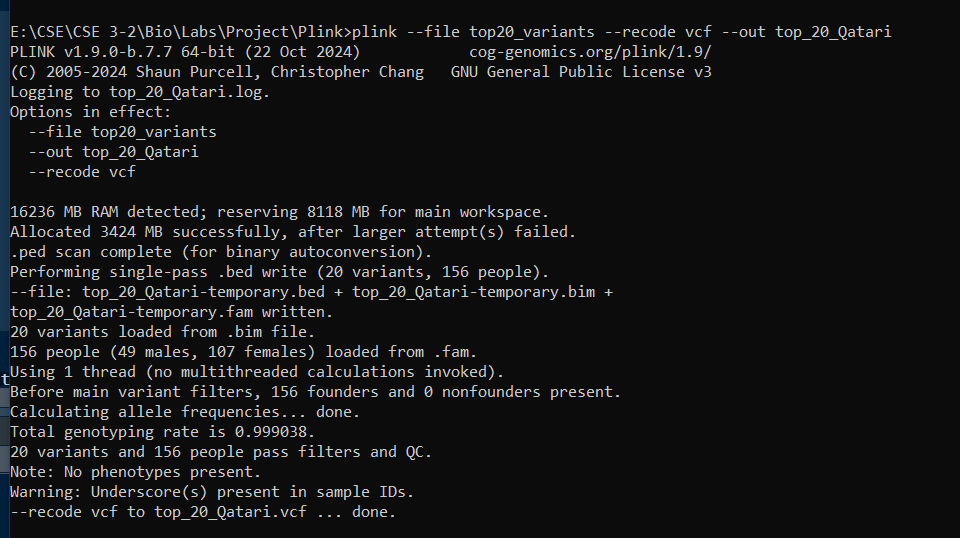 E:\CSE\CSE 3-2\Bio\Labs\Project\Plink>plink --file top20_variants --recode vcf --out top_20_Qatari
PLINK v1.9.0-b.7.7 64-bit (22 Oct 2024)             cog-genomics.org/plink/1.9/
(C) 2005-2024 Shaun Purcell, Christopher Chang   GNU General Public License v3
Logging to top_20_Qatari.log.
Options in effect:
  --file top20_variants
  --out top_20_Qatari
  --recode vcf

16236 MB RAM detected; reserving 8118 MB for main workspace.
Allocated 3424 MB successfully, after larger attempt(s) failed.
.ped scan complete (for binary autoconversion).
Performing single-pass .bed write (20 variants, 156 people).
--file: top_20_Qatari-temporary.bed + top_20_Qatari-temporary.bim +
top_20_Qatari-temporary.fam written.
20 variants loaded from .bim file.
156 people (49 males, 107 females) loaded from .fam.
Using 1 thread (no multithreaded calculations invoked).
Before main variant filters, 156 founders and 0 nonfounders present.
Calculating allele frequencies... done.
Total genotyping rate is 0.999038.
20 variants and 156 people pass filters and QC.
Note: No phenotypes present.
Warning: Underscore(s) present in sample IDs.
--recode vcf to top_20_Qatari.vcf ... done.